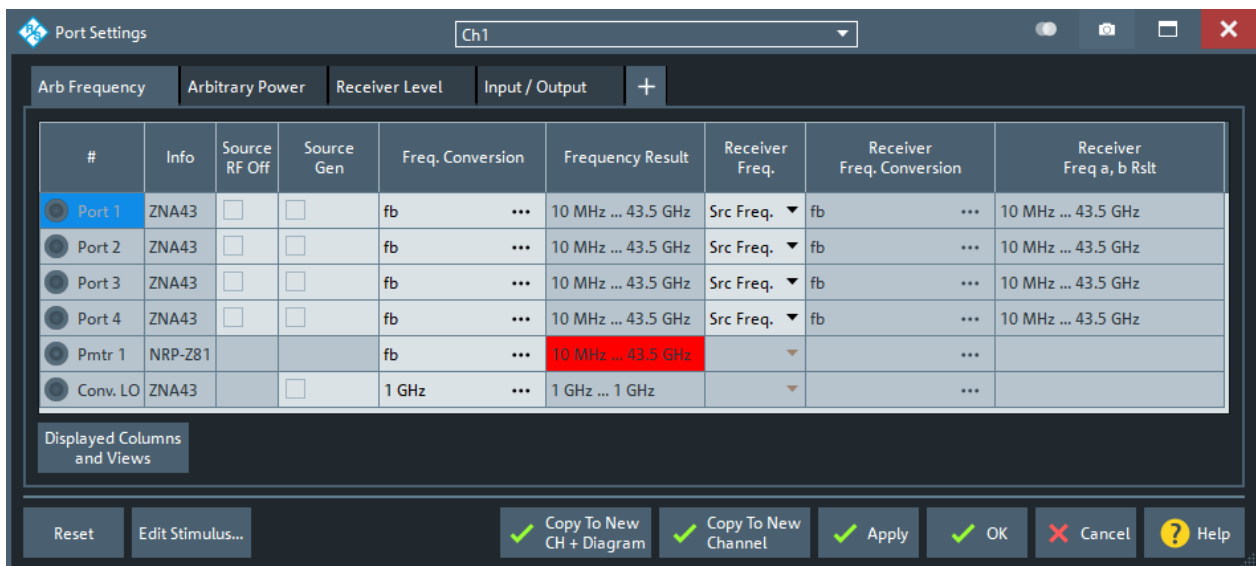 Port Settings Ch1
Arb Frequency Arbitrary Power Receiver Level Input / Output +
# Info Source RF Off Source Gen Freq. Conversion Frequency Result Receiver Freq. Receiver Freq. Conversion Receiver Freq a, b Rslt
Port 1 ZNA43 fb ••• 10 MHz ... 43.5 GHz Src Freq. fb ••• 10 MHz ... 43.5 GHz
Port 2 ZNA43 fb ••• 10 MHz ... 43.5 GHz Src Freq. fb ••• 10 MHz ... 43.5 GHz
Port 3 ZNA43 fb ••• 10 MHz ... 43.5 GHz Src Freq. fb ••• 10 MHz ... 43.5 GHz
Port 4 ZNA43 fb ••• 10 MHz ... 43.5 GHz Src Freq. fb ••• 10 MHz ... 43.5 GHz
Pmtr 1 NRP-Z81 fb ••• 10 MHz ... 43.5 GHz •••
Conv. LO ZNA43 1 GHz ••• 1 GHz ... 1 GHz •••
Displayed Columns
and Views
Reset Edit Stimulus... Copy To New CH + Diagram Copy To New Channel Apply OK Cancel ? Help